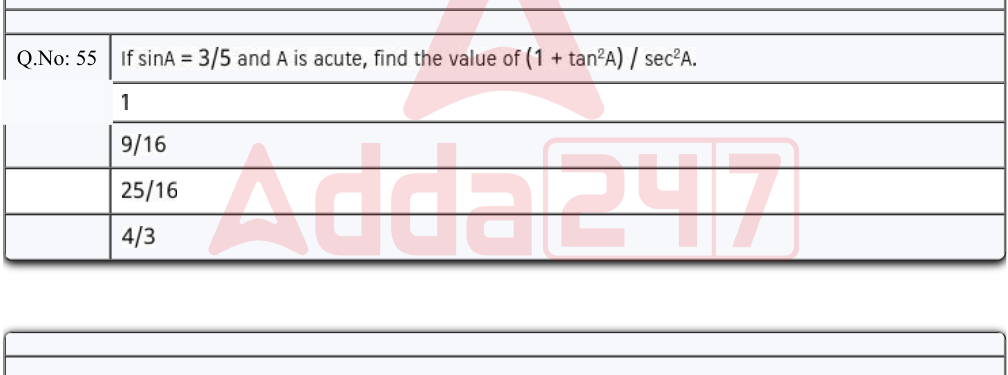 Q.No: 55 If sinA = 3/5 and A is acute, find the value of (1 + tan²A) / sec²A.
1
9/16
25/16
4/3
Adda247